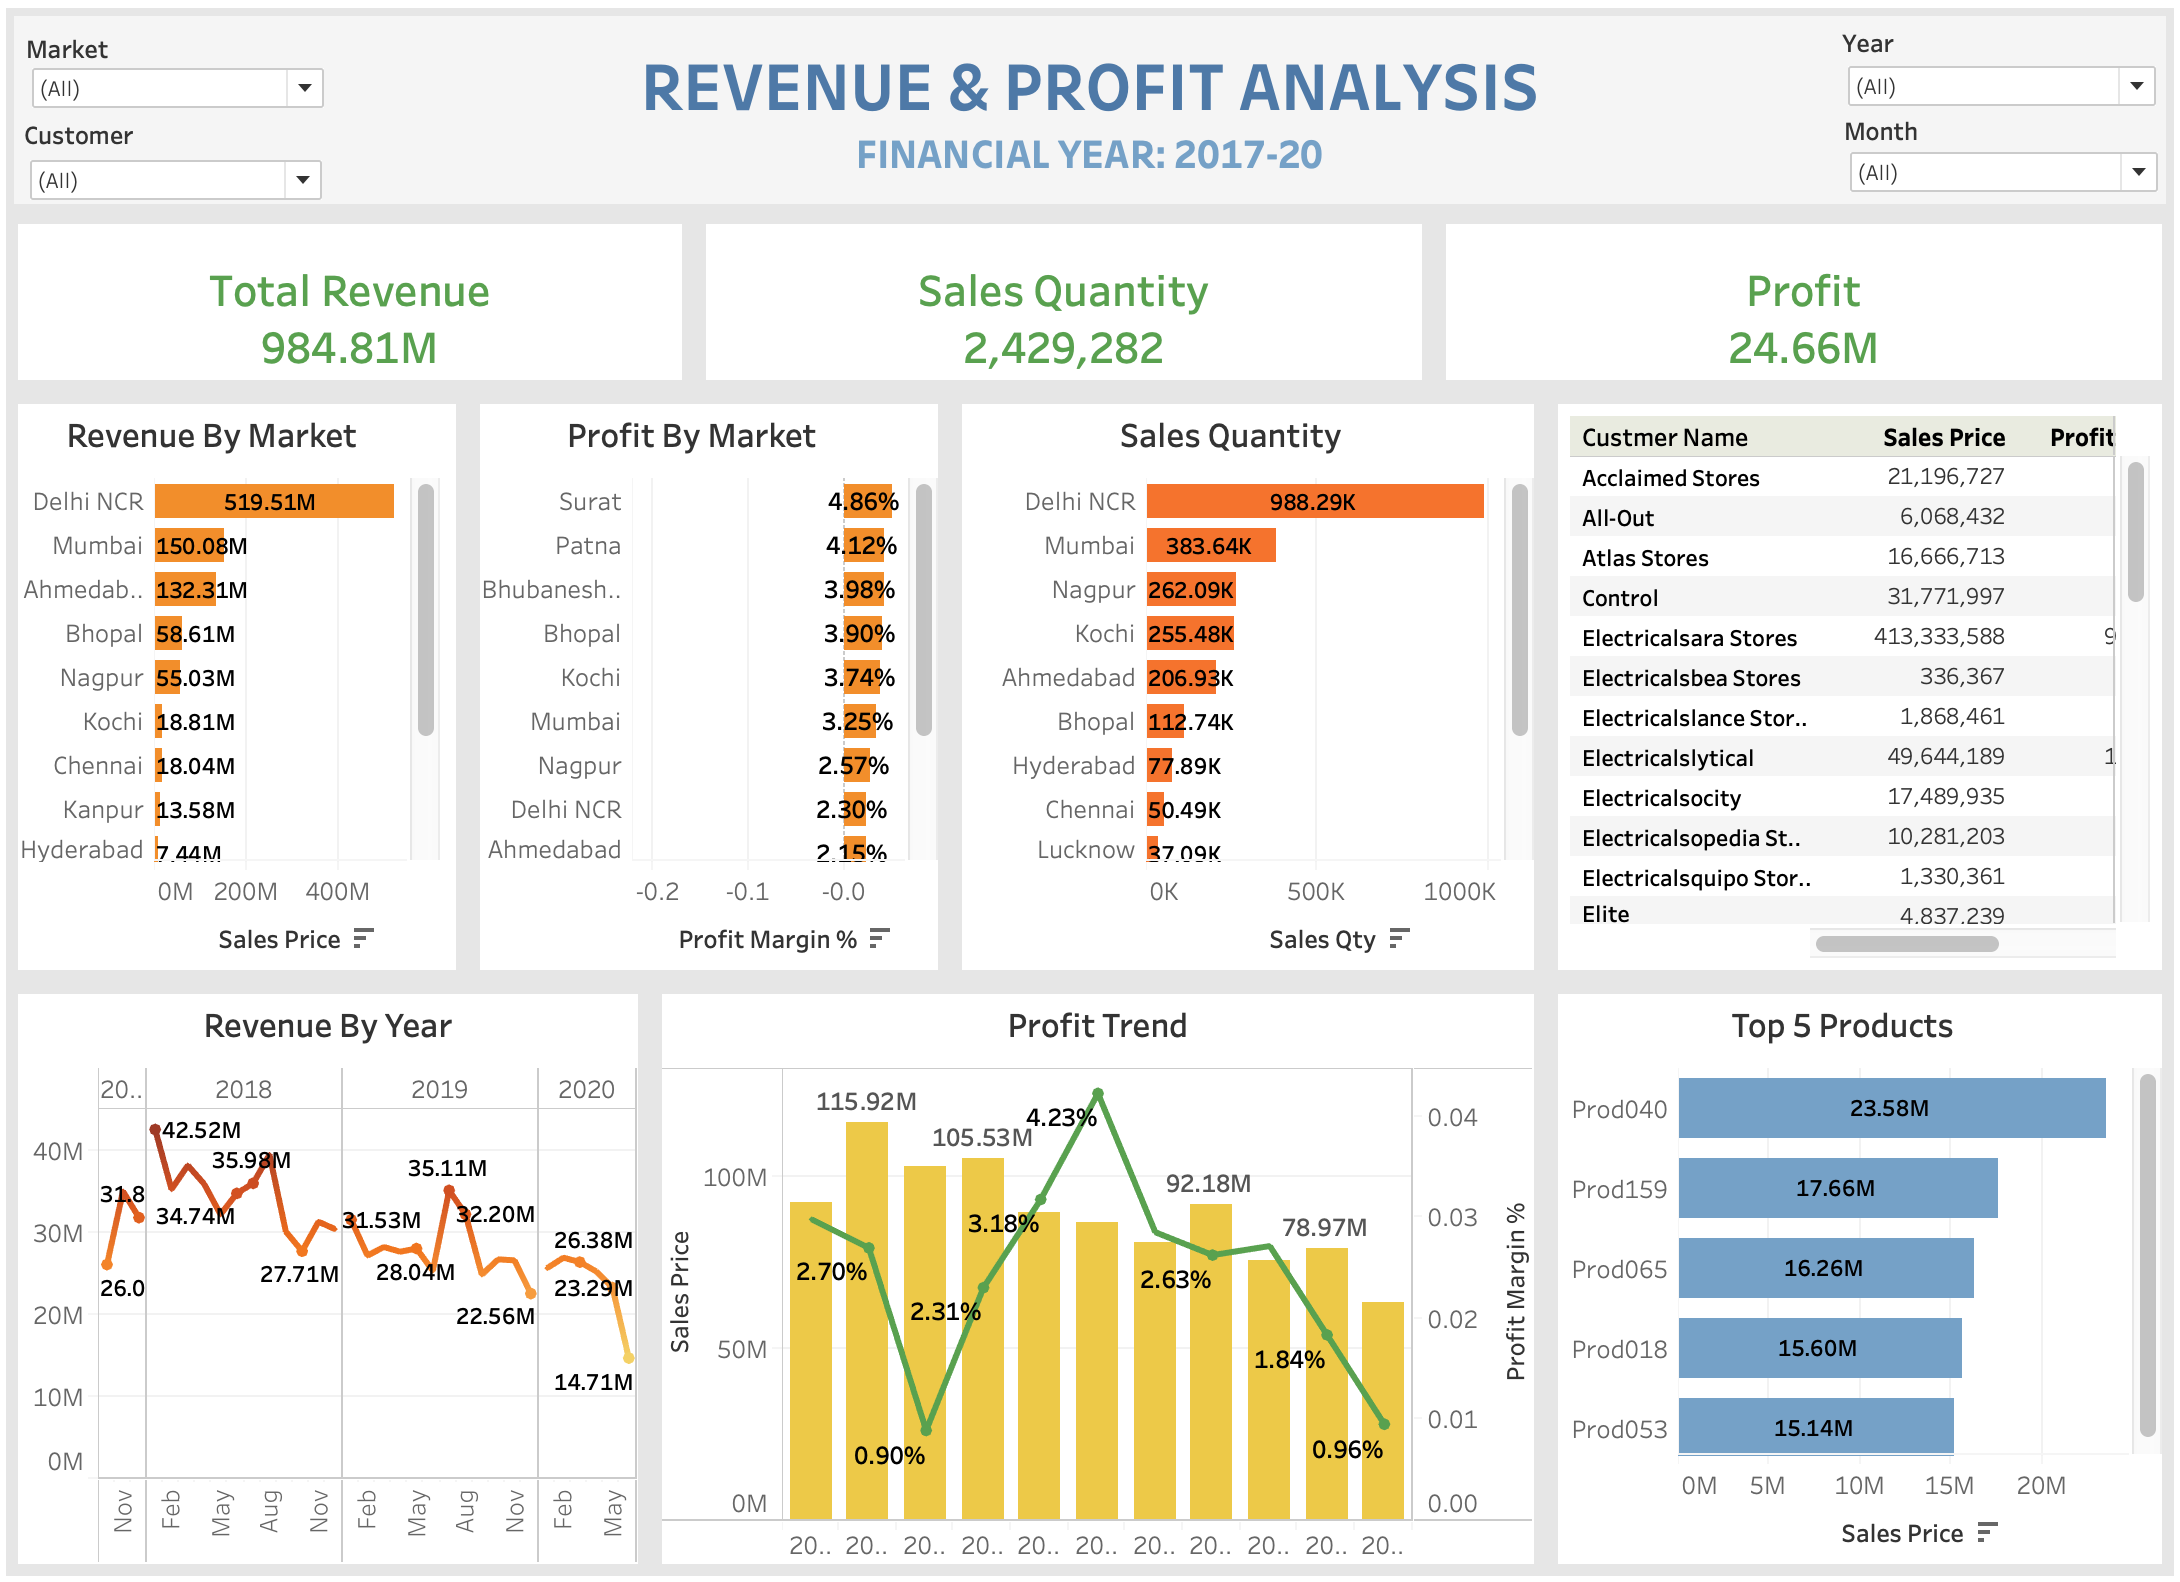 Market
(All)
Customer
(All)
REVENUE & PROFIT ANALYSIS
FINANCIAL YEAR: 2017-20
Year
(All)
Month
(All)
Total Revenue
984.81M
Sales Quantity
2,429,282
Profit
24.66M
Revenue By Market
Delhi NCR 519.51M
Mumbai 150.08M
Ahmedab.. 132.31M
Bhopal 58.61M
Nagpur 55.03M
Kochi 18.81M
Chennai 18.04M
Kanpur 13.58M
Hyderabad 7.44M
0M 200M 400M
Sales Price
Profit By Market
Surat 4.86%
Patna 4.12%
Bhubanesh.. 3.98%
Bhopal 3.90%
Kochi 3.74%
Mumbai 3.25%
Nagpur 2.57%
Delhi NCR 2.30%
Ahmedabad 2.15%
-0.2 -0.1 -0.0
Profit Margin %
Sales Quantity
Delhi NCR 988.29K
Mumbai 383.64K
Nagpur 262.09K
Kochi 255.48K
Ahmedabad 206.93K
Bhopal 112.74K
Hyderabad 77.89K
Chennai 50.49K
Lucknow 37.09K
0K 500K 1000K
Sales Qty
Custmer Name Sales Price Profit
Acclaimed Stores 21,196,727
All-Out 6,068,432
Atlas Stores 16,666,713
Control 31,771,997
Electricalsara Stores 413,333,588 9
Electricalsbea Stores 336,367
Electricalslance Stor.. 1,868,461
Electricalslytical 49,644,189 1
Electricalsocity 17,489,935
Electricalsopedia St.. 10,281,203
Electricalsquipo Stor.. 1,330,361
Elite 4,837,239
Revenue By Year
20.. 2018 2019 2020
40M
30M
20M
10M
0M
26.0
31.8
42.52M
34.74M
35.98M
27.71M
31.53M
28.04M
35.11M
32.20M
22.56M
26.38M
23.29M
14.71M
Nov Feb May Aug Nov Feb May Aug Nov Feb May
Profit Trend
Sales Price
100M
50M
0M
115.92M
105.53M
92.18M
78.97M
2.70%
0.90%
2.31%
3.18%
4.23%
2.63%
1.84%
0.96%
0.04
0.03
0.02
0.01
0.00
Profit Margin %
20.. 20.. 20.. 20.. 20.. 20.. 20.. 20.. 20.. 20.. 20..
Top 5 Products
Prod040 23.58M
Prod159 17.66M
Prod065 16.26M
Prod018 15.60M
Prod053 15.14M
0M 5M 10M 15M 20M
Sales Price